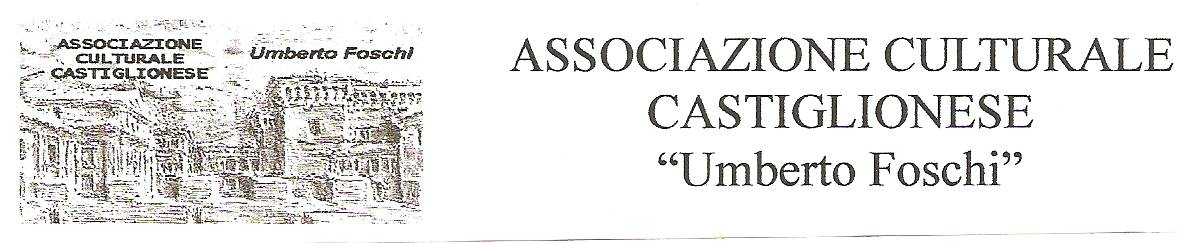 ASSOCIAZIONE
CULTURALE
CASTIGLIONESE
Umberto Foschi
ASSOCIAZIONE CULTURALE
CASTIGLIONESE
“Umberto Foschi”